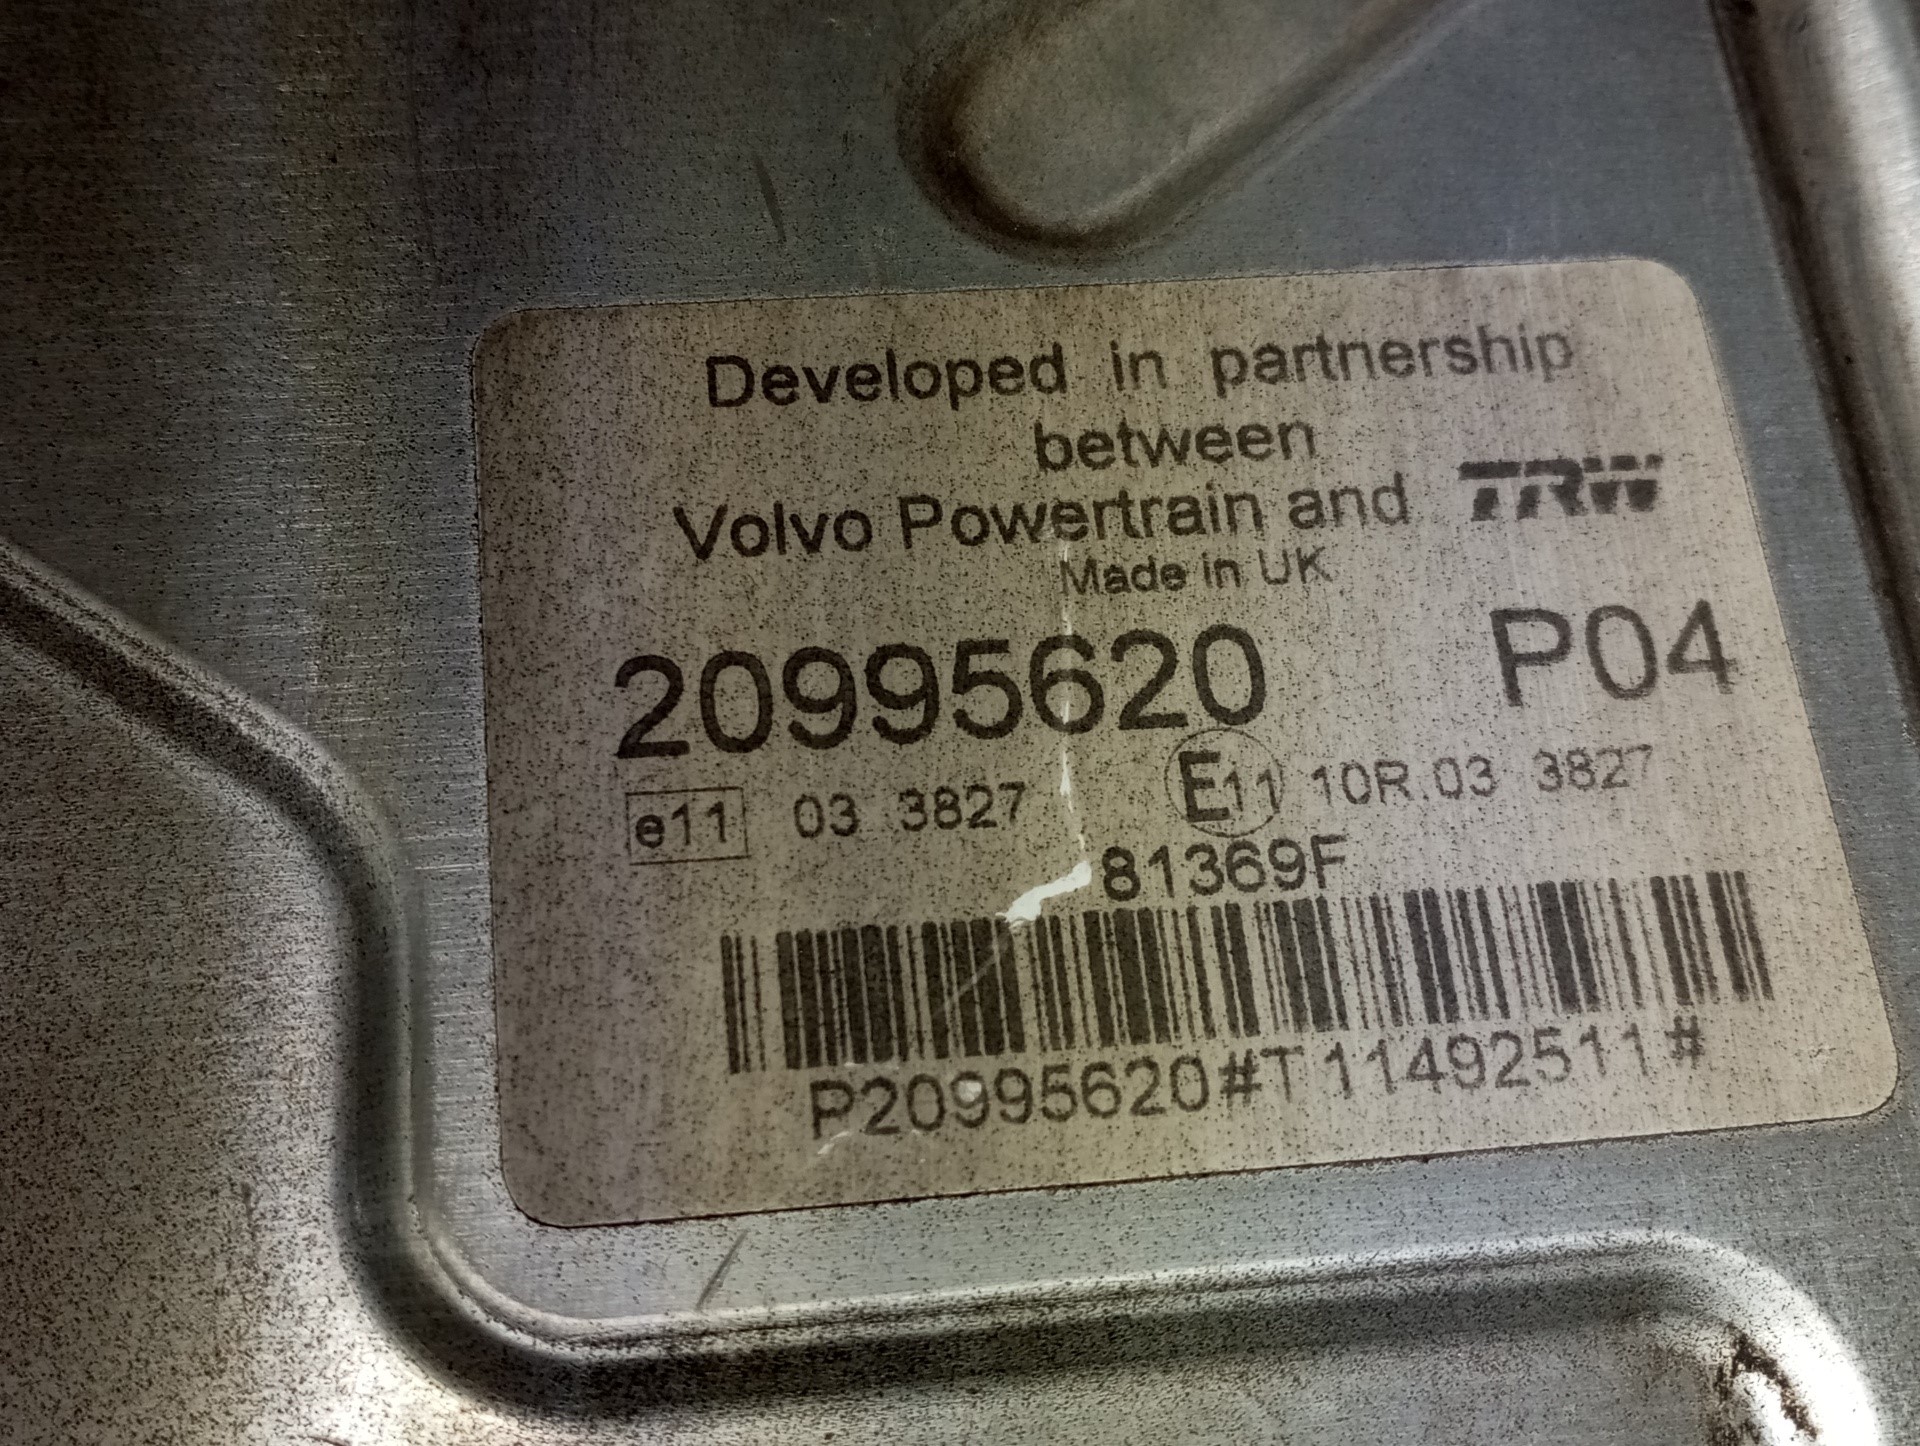 Developed in partnership
between
Volvo Powertrain and TRW
Made in UK
20995620 P04
e11 03 3827 E11 10R.03 3827
81369F
P20995620#T11492511#